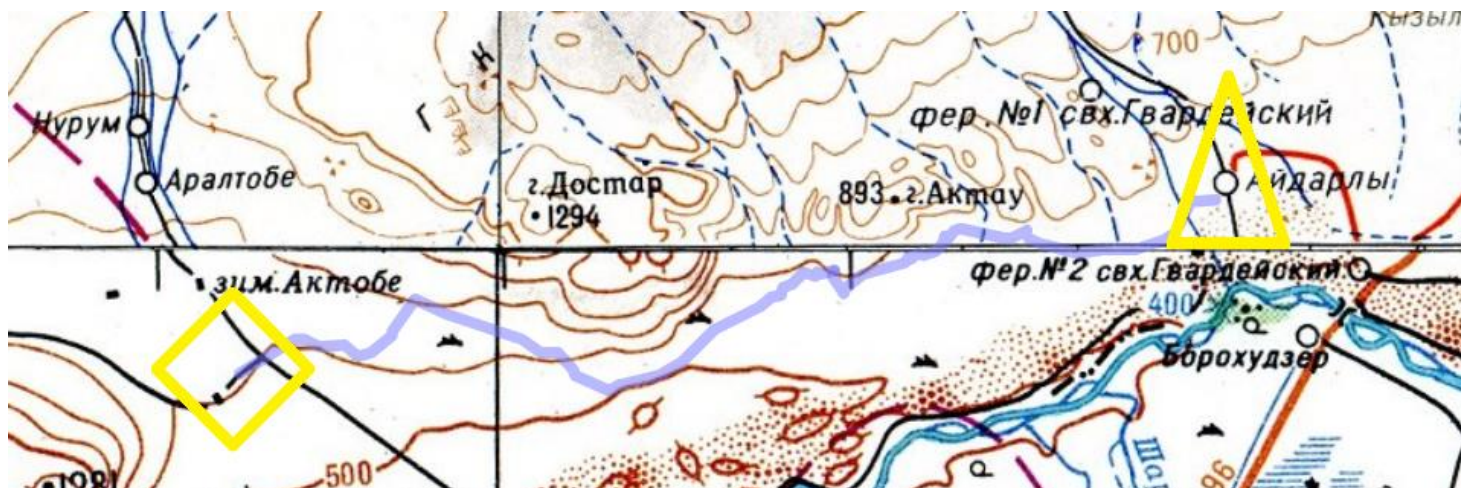 700
фер.№1 свх.Гвардейский
Нурум
Аралтобе
г.Достар
1294
893
г.Актау
Айдарлы
зим.Актобе
фер.№2 свх.Гвардейский
400
Р
Борохудзер
500
Р
96